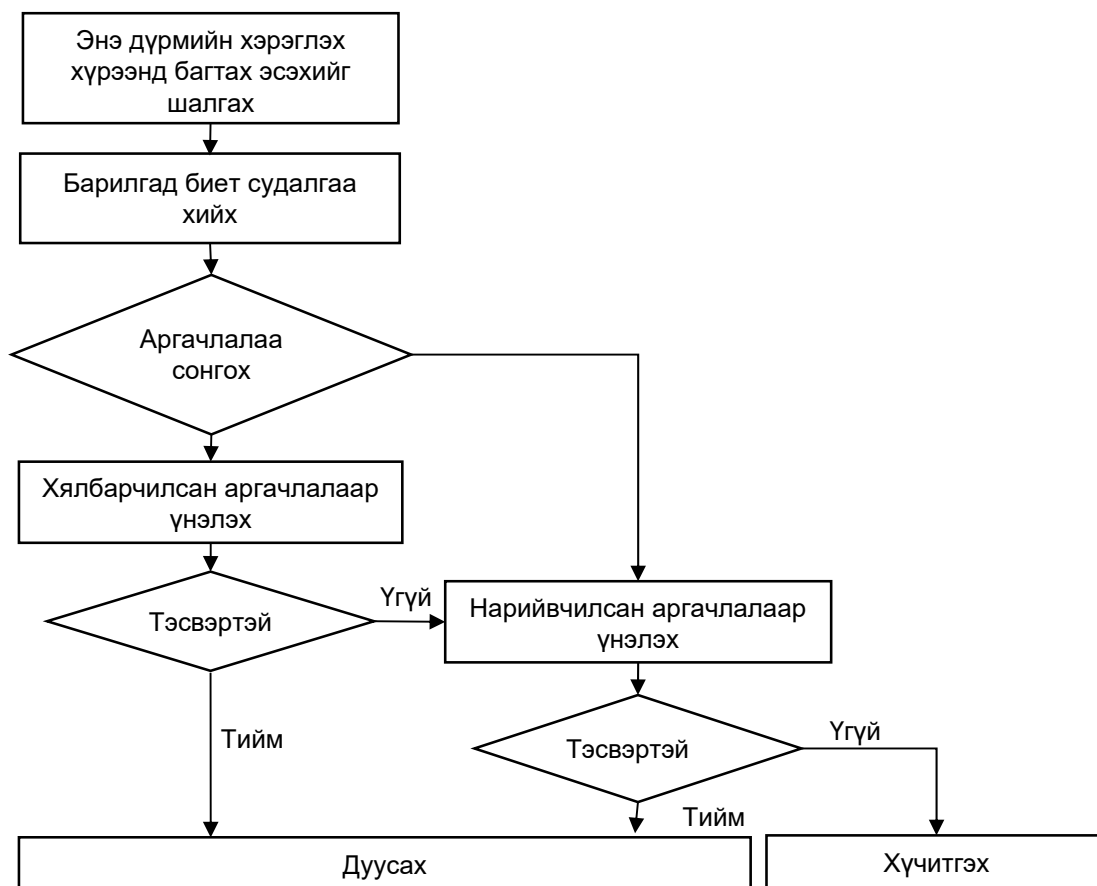 Энэ дүрмийн хэрэглэх
хүрээнд багтах эсэхийг
шалгах
Барилгад биет судалгаа
хийх
Аргачлалаа
сонгох
Хялбарчилсан аргачлалаар
үнэлэх
Тэсвэртэй
Үгүй
Нарийвчилсан аргачлалаар
үнэлэх
Тийм
Тэсвэртэй
Үгүй
Тийм
Дуусах
Хүчитгэх